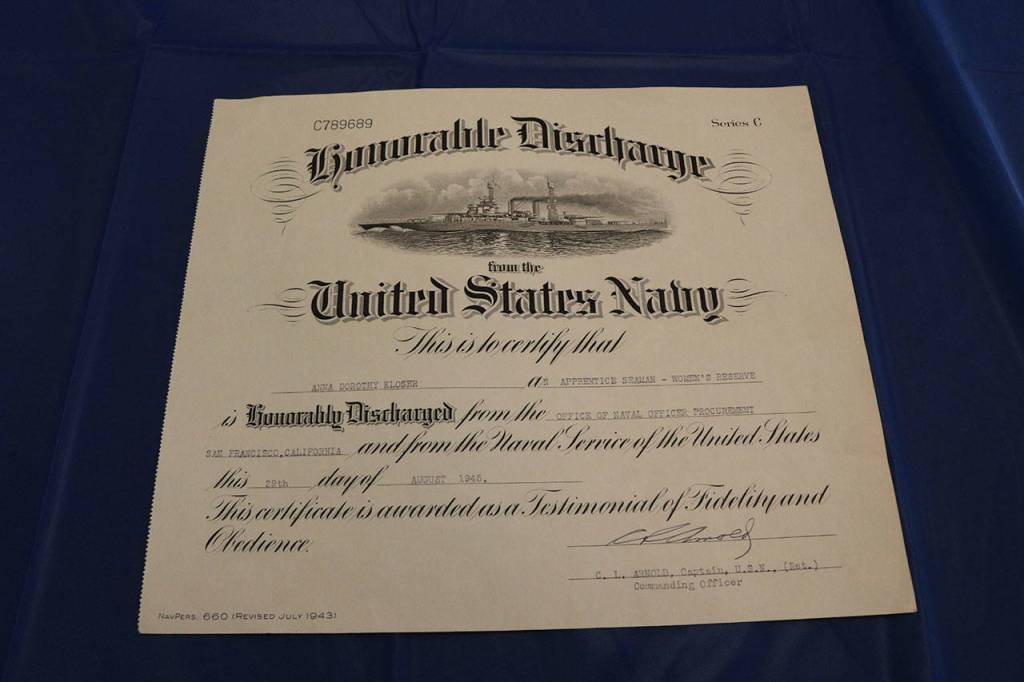 C789689
Series C
Honorable Discharge
from the
United States Navy
This is to certify that
ANNA DOROTHY KLOSER as APPRENTICE SEAMAN - WOMEN'S RESERVE
is Honorably Discharged from the OFFICE OF NAVAL OFFICER PROCUREMENT
SAN FRANCISCO, CALIFORNIA and from the Naval Service of the United States
this 29th day of AUGUST 1945.
This certificate is awarded as a Testimonial of Fidelity and
Obedience.
C L Arnold
C. L. ARNOLD, Captain, U.S.N., (Ret.)
Commanding Officer
NAVPERS. 660 (REVISED JULY 1943)